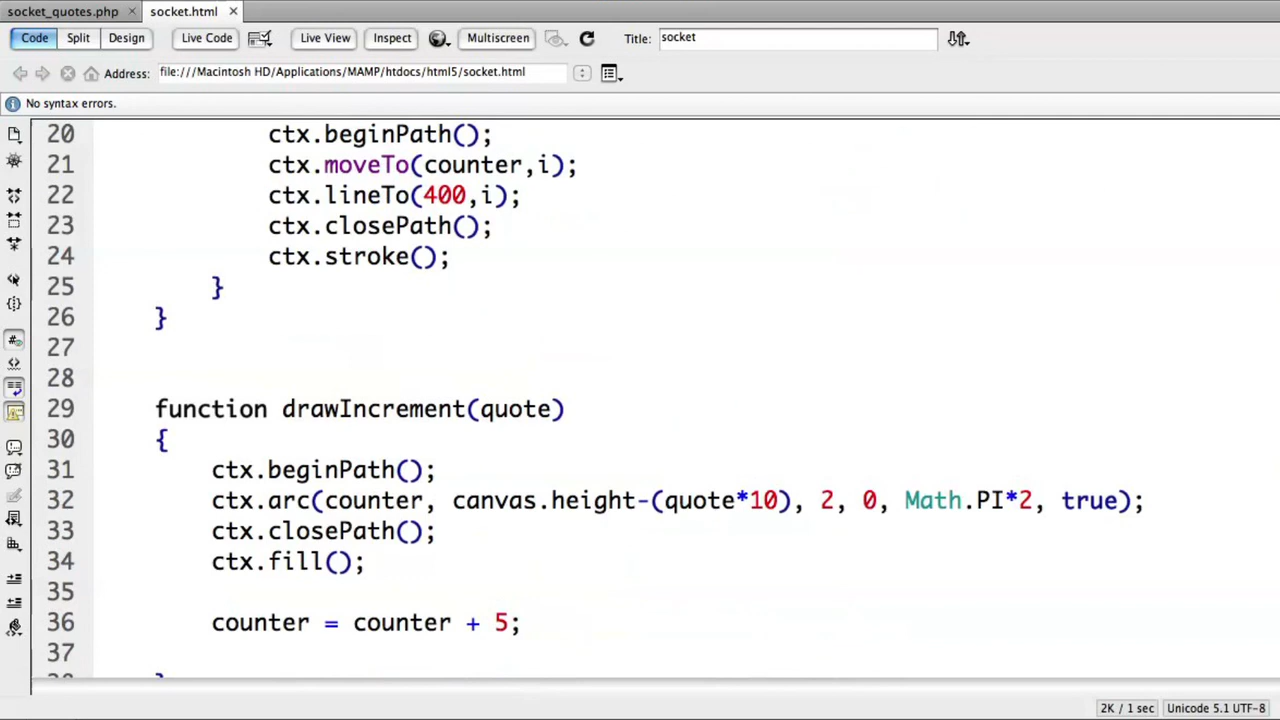 socket_quotes.php × socket.html ×
Code Split Design Live Code Live View Inspect Multiscreen Title: socket
Address: file:///Macintosh HD/Applications/MAMP/htdocs/html5/socket.html
No syntax errors.
20 ctx.beginPath();
21 ctx.moveTo(counter,i);
22 ctx.lineTo(400,i);
23 ctx.closePath();
24 ctx.stroke();
25 }
26 }
27
28
29 function drawIncrement(quote)
30 {
31 ctx.beginPath();
32 ctx.arc(counter, canvas.height-(quote*10), 2, 0, Math.PI*2, true);
33 ctx.closePath();
34 ctx.fill();
35
36 counter = counter + 5;
37
2K / 1 sec Unicode 5.1 UTF-8